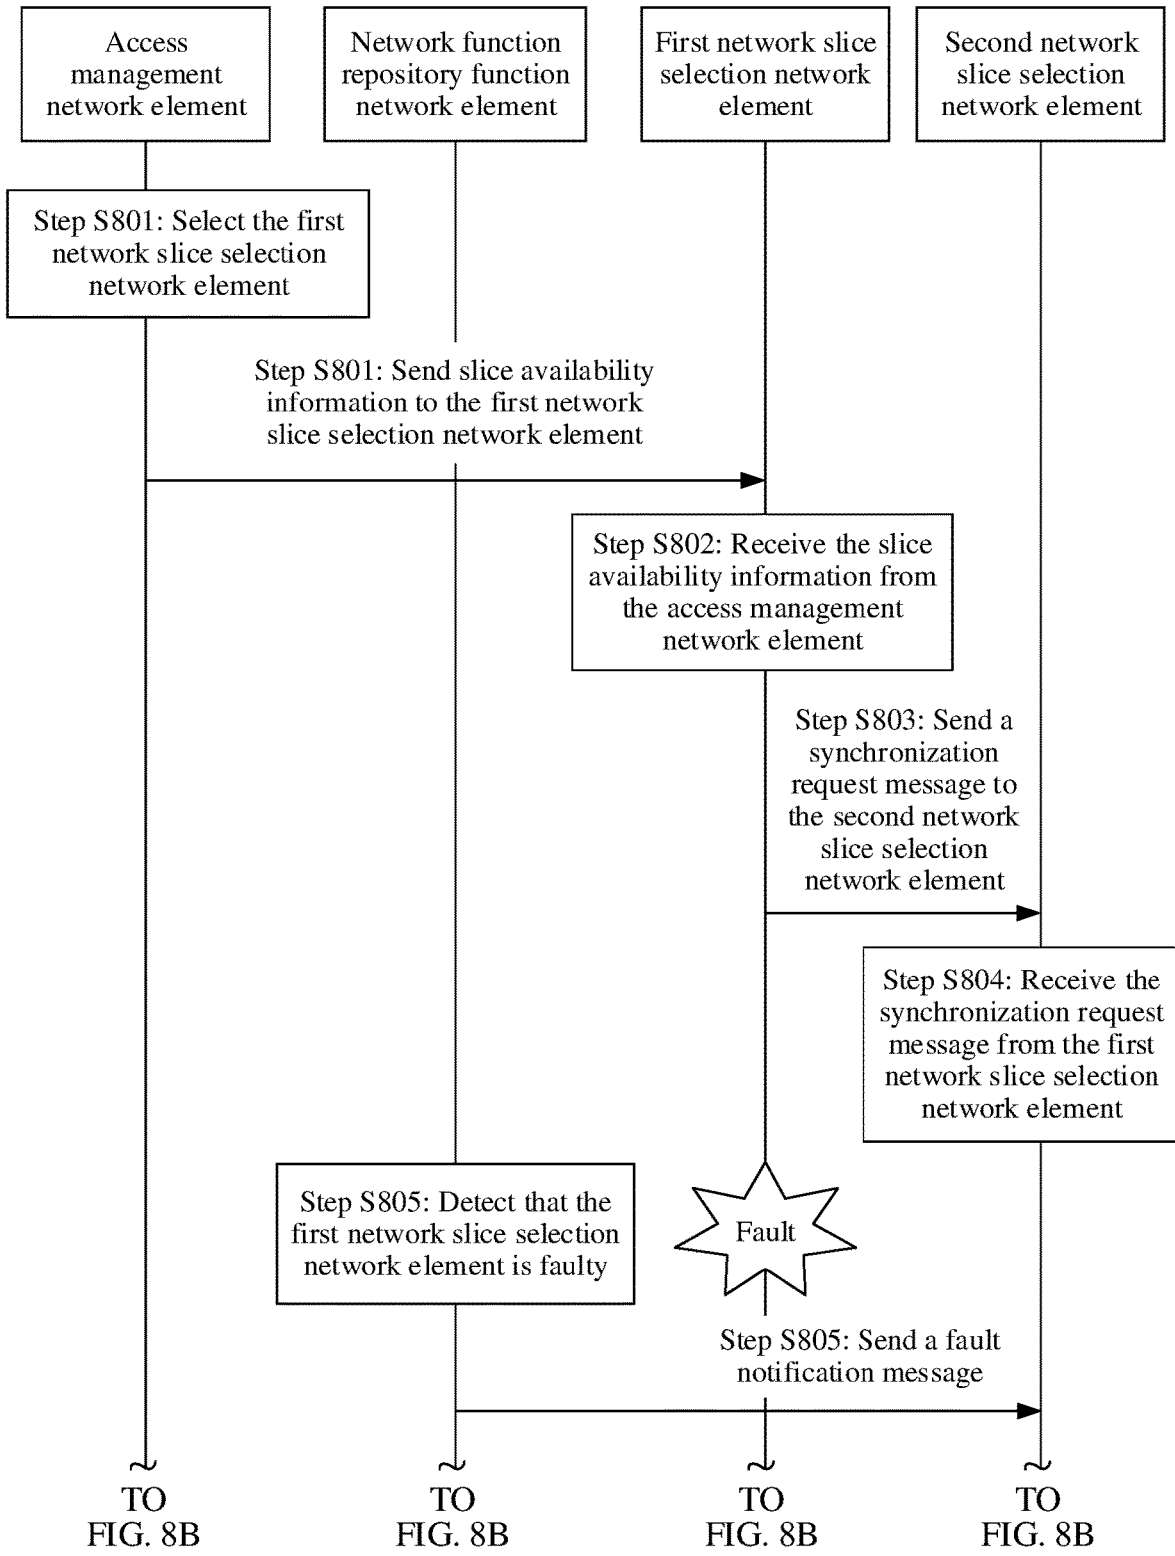 Access
management
network element
Network function
repository function
network element
First network slice
selection network
element
Second network
slice selection
network element
Step S801: Select the first
network slice selection
network element
Step S801: Send slice availability
information to the first network
slice selection network element
Step S802: Receive the slice
availability information from
the access management
network element
Step S803: Send a
synchronization
request message to
the second network
slice selection
network element
Step S804: Receive the
synchronization request
message from the first
network slice selection
network element
Step S805: Detect that the
first network slice selection
network element is faulty
Fault
Step S805: Send a fault
notification message
TO
FIG. 8B
TO
FIG. 8B
TO
FIG. 8B
TO
FIG. 8B